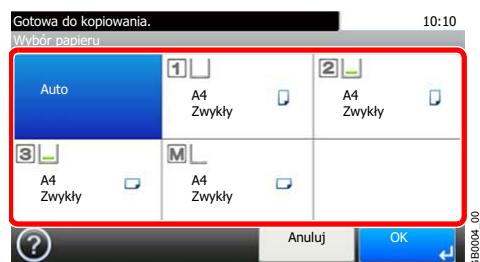 Gotowa do kopiowania. 10:10
Wybór papieru
Auto
1
A4
Zwykły
2
A4
Zwykły
3
A4
Zwykły
M
A4
Zwykły
?
Anuluj
OK